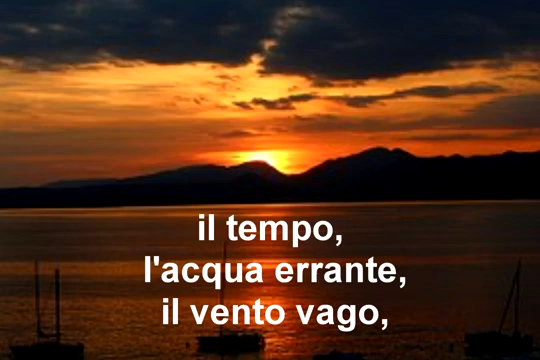 il tempo,
l'acqua errante,
il vento vago,